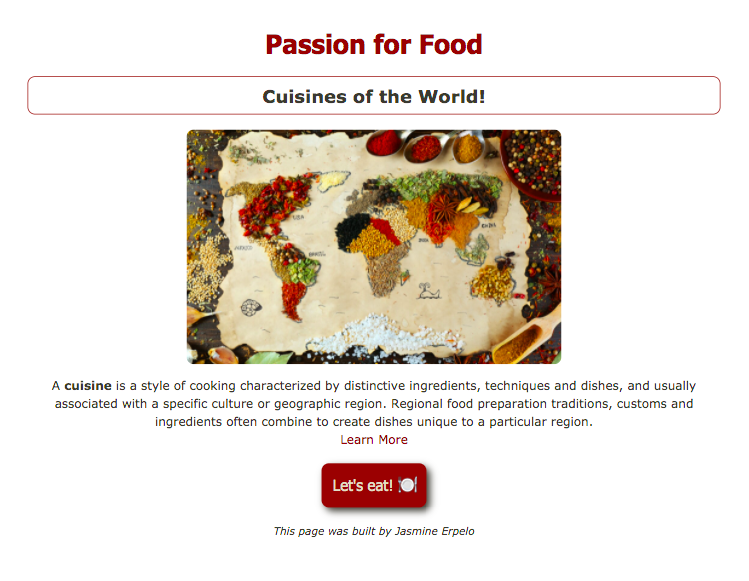 Passion for Food
Cuisines of the World!
A cuisine is a style of cooking characterized by distinctive ingredients, techniques and dishes, and usually
associated with a specific culture or geographic region. Regional food preparation traditions, customs and
ingredients often combine to create dishes unique to a particular region.
Learn More
Let's eat! 🍽️
This page was built by Jasmine Erpelo